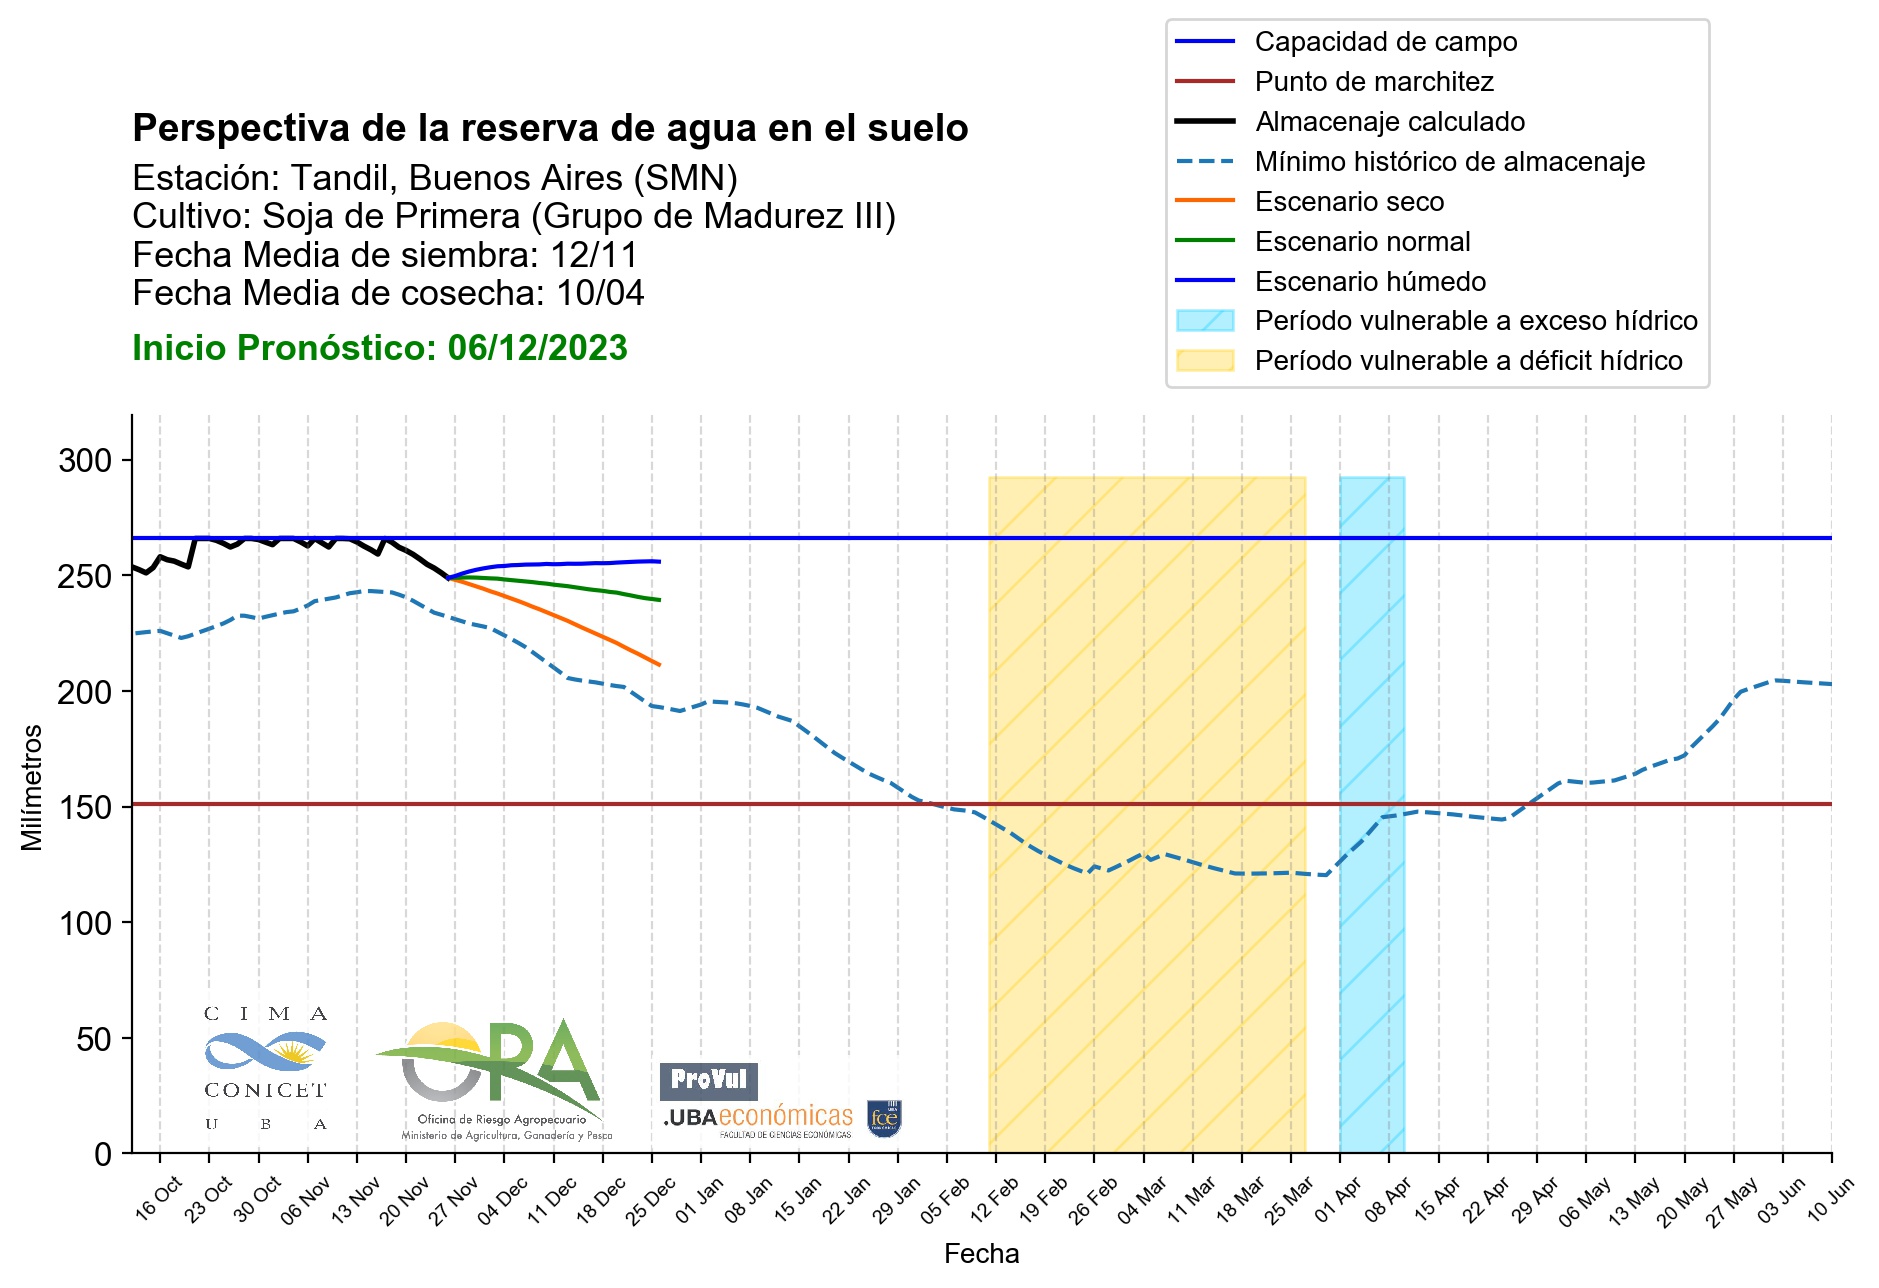 Capacidad de campo
Punto de marchitez
Almacenaje calculado
Mínimo histórico de almacenaje
Escenario seco
Escenario normal
Escenario húmedo
Período vulnerable a exceso hídrico
Período vulnerable a déficit hídrico
Perspectiva de la reserva de agua en el suelo
Estación: Tandil, Buenos Aires (SMN)
Cultivo: Soja de Primera (Grupo de Madurez III)
Fecha Media de siembra: 12/11
Fecha Media de cosecha: 10/04
Inicio Pronóstico: 06/12/2023
300
250
200
150
100
50
0
Milímetros
CIMA
CONICET
UBA
ORA
Oficina de Riesgo Agropecuario
Ministerio de Agricultura, Ganadería y Pesca
ProVul
.UBAeconómicas
FACULTAD DE CIENCIAS ECONÓMICAS
fce
16 Oct
23 Oct
30 Oct
06 Nov
13 Nov
20 Nov
27 Nov
04 Dec
11 Dec
18 Dec
25 Dec
01 Jan
08 Jan
15 Jan
22 Jan
29 Jan
05 Feb
12 Feb
19 Feb
26 Feb
04 Mar
11 Mar
18 Mar
25 Mar
01 Apr
08 Apr
15 Apr
22 Apr
29 Apr
06 May
13 May
20 May
27 May
03 Jun
10 Jun
Fecha